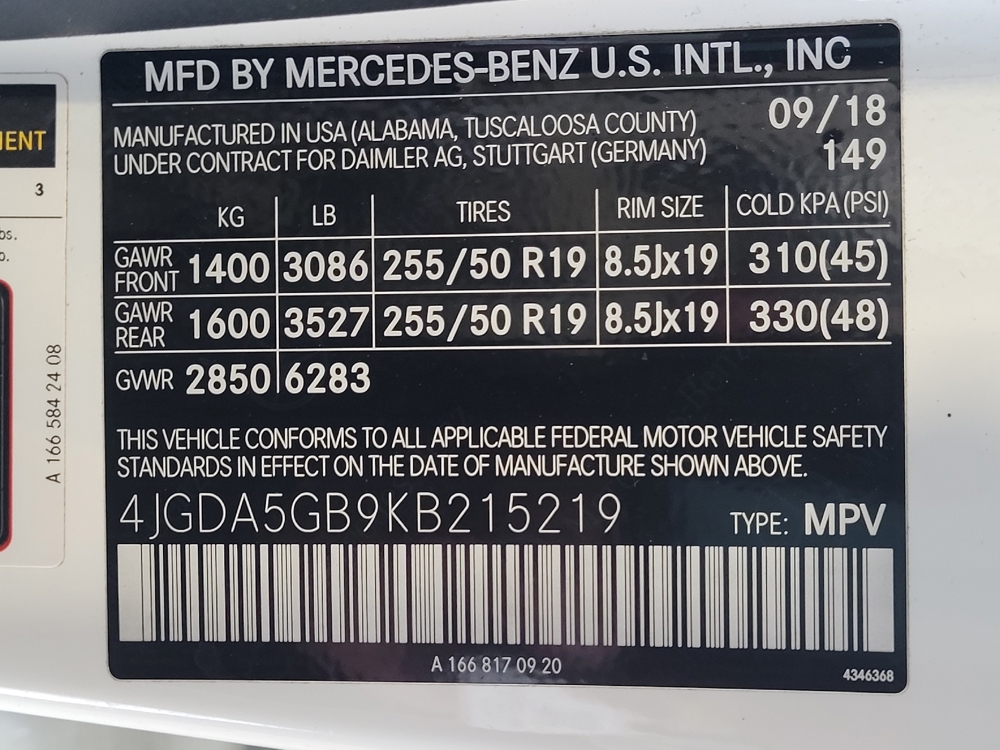 MFD BY MERCEDES-BENZ U.S. INTL., INC
MANUFACTURED IN USA (ALABAMA, TUSCALOOSA COUNTY) 09/18
UNDER CONTRACT FOR DAIMLER AG, STUTTGART (GERMANY) 149
KG LB TIRES RIM SIZE COLD KPA (PSI)
GAWR FRONT 1400 3086 255/50 R19 8.5Jx19 310(45)
GAWR REAR 1600 3527 255/50 R19 8.5Jx19 330(48)
GVWR 2850 6283
THIS VEHICLE CONFORMS TO ALL APPLICABLE FEDERAL MOTOR VEHICLE SAFETY
STANDARDS IN EFFECT ON THE DATE OF MANUFACTURE SHOWN ABOVE.
4JGDA5GB9KB215219 TYPE: MPV
A 166 817 09 20
4346368
3
A 166 584 24 08